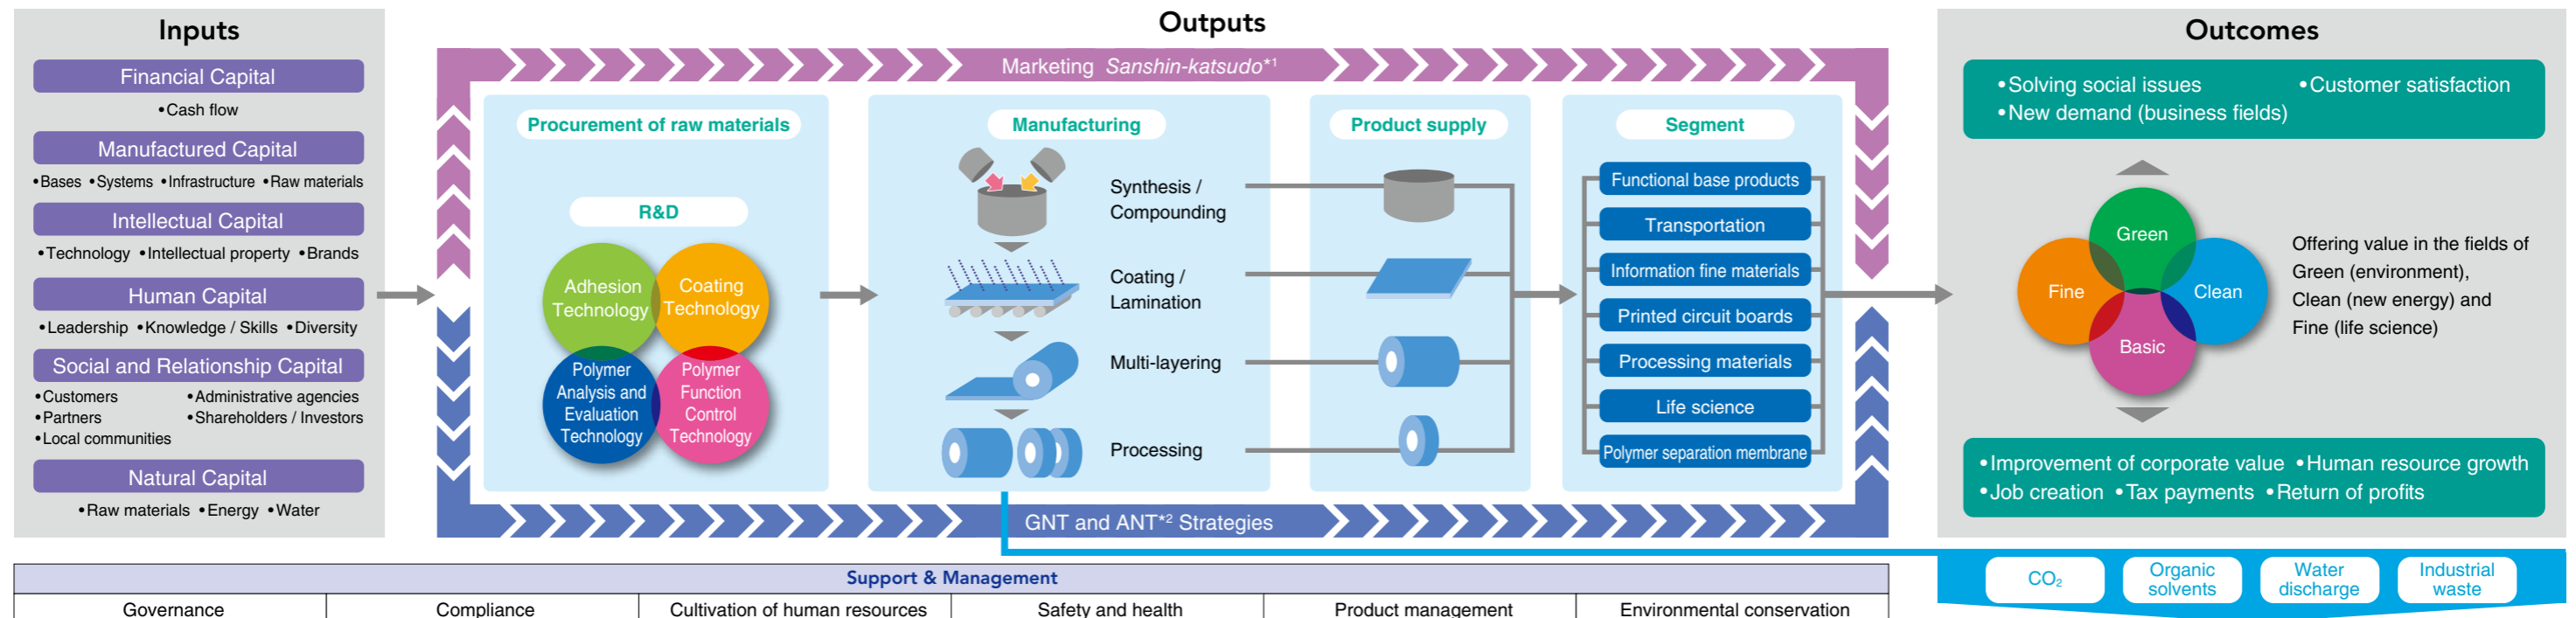 Inputs
Financial Capital
•Cash flow
Manufactured Capital
•Bases •Systems •Infrastructure •Raw materials
Intellectual Capital
•Technology •Intellectual property •Brands
Human Capital
•Leadership •Knowledge / Skills •Diversity
Social and Relationship Capital
•Customers •Administrative agencies
•Partners •Shareholders / Investors
•Local communities
Natural Capital
•Raw materials •Energy •Water
Outputs
Marketing Sanshin-katsudo*1
Procurement of raw materials
R&D
Adhesion
Technology
Coating
Technology
Polymer
Analysis and
Evaluation
Technology
Polymer
Function
Control
Technology
Manufacturing
Synthesis /
Compounding
Coating /
Lamination
Multi-layering
Processing
Product supply
Segment
Functional base products
Transportation
Information fine materials
Printed circuit boards
Processing materials
Life science
Polymer separation membrane
GNT and ANT*2 Strategies
Outcomes
•Solving social issues •Customer satisfaction
•New demand (business fields)
Green
Fine
Clean
Basic
Offering value in the fields of
Green (environment),
Clean (new energy) and
Fine (life science)
•Improvement of corporate value •Human resource growth
•Job creation •Tax payments •Return of profits
CO2
Organic
solvents
Water
discharge
Industrial
waste
Support & Management
Governance
Compliance
Cultivation of human resources
Safety and health
Product management
Environmental conservation